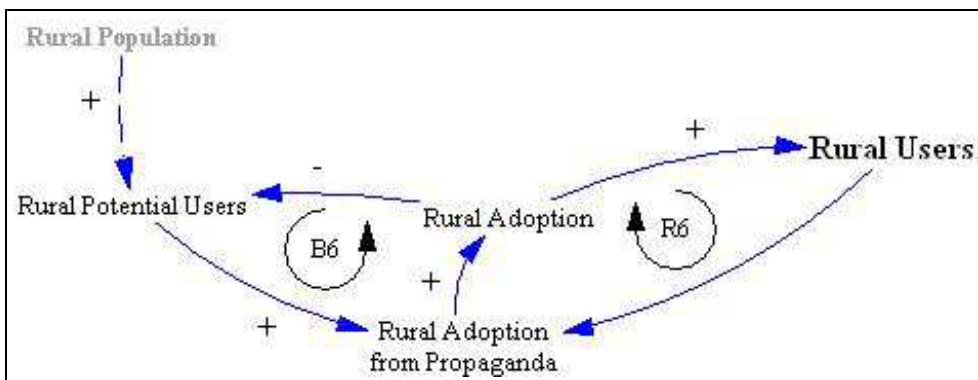 Rural Population
+
+
-
Rural Users
Rural Potential Users
Rural Adoption
B6
R6
+
+
Rural Adoption
from Propaganda